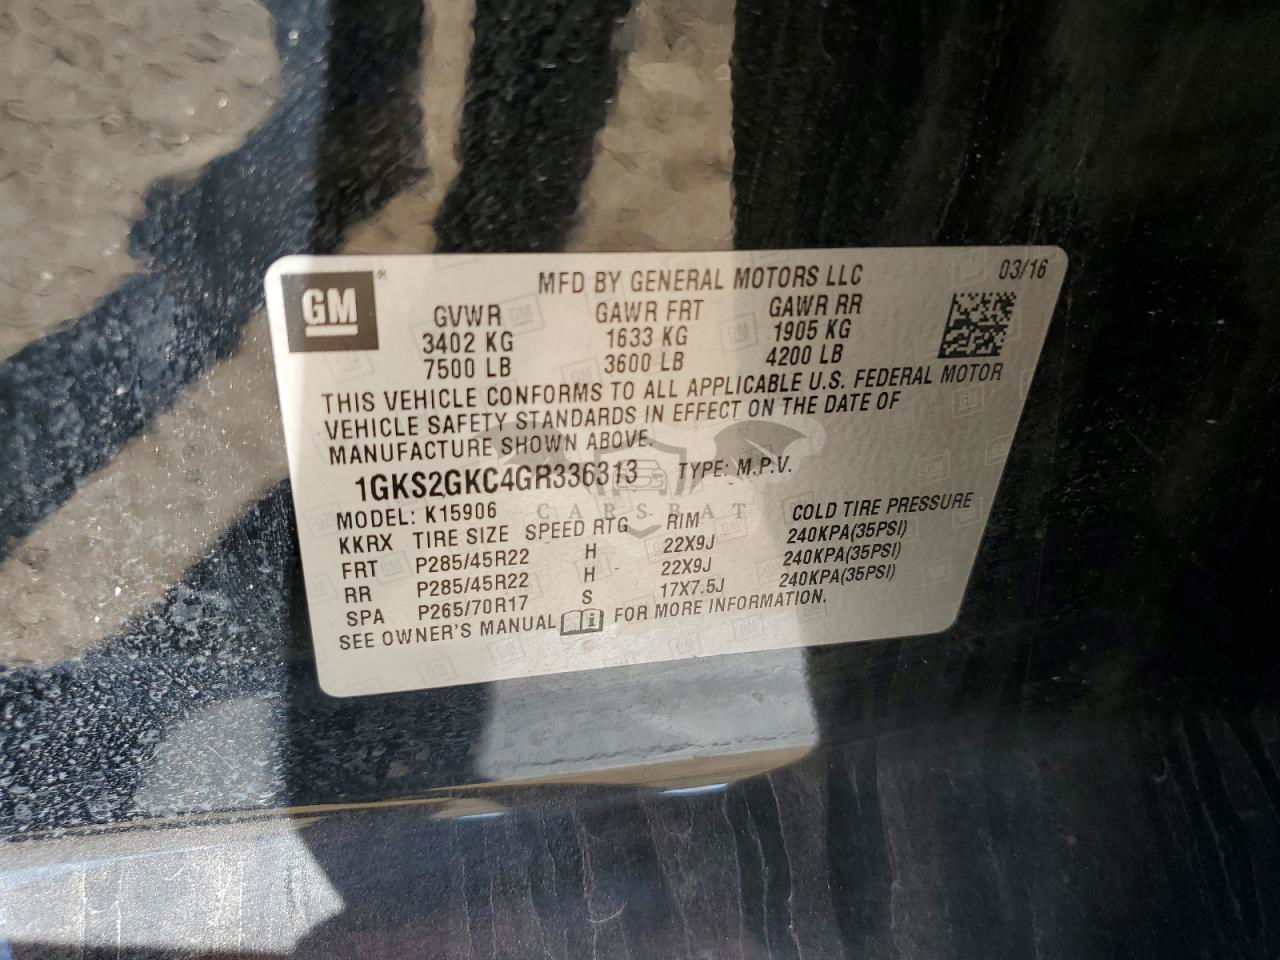 GM ®
MFD BY GENERAL MOTORS LLC 03/16
GVWR GAWR FRT GAWR RR
3402 KG 1633 KG 1905 KG
7500 LB 3600 LB 4200 LB
THIS VEHICLE CONFORMS TO ALL APPLICABLE U.S. FEDERAL MOTOR
VEHICLE SAFETY STANDARDS IN EFFECT ON THE DATE OF
MANUFACTURE SHOWN ABOVE.
1GKS2GKC4GR336313 TYPE: M.P.V.
CARSBAT
MODEL: K15906
KKRX TIRE SIZE SPEED RTG RIM COLD TIRE PRESSURE
FRT P285/45R22 H 22X9J 240KPA(35PSI)
RR P285/45R22 H 22X9J 240KPA(35PSI)
SPA P265/70R17 S 17X7.5J 240KPA(35PSI)
SEE OWNER'S MANUAL i FOR MORE INFORMATION.